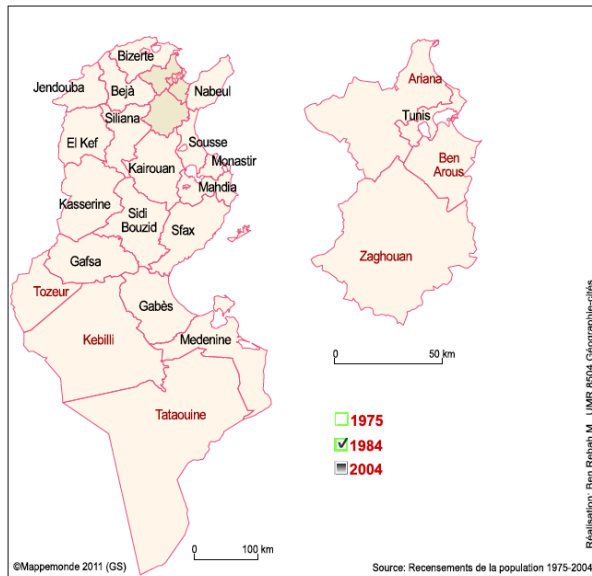 Bizerte
Jendouba
Bejà
Nabeul
Siliana
El Kef
Sousse
Monastir
Kairouan
Mahdia
Kasserine
Sidi
Bouzid
Sfax
Gafsa
Tozeur
Gabès
Kebilli
Medenine
Tataouine
Ariana
Tunis
Ben
Arous
Zaghouan
0 50 km
1975
1984
2004
0 100 km
©Mappemonde 2011 (GS)
Source: Recensements de la population 1975-2004
Réalisation: Ben Rebah M., UMR 8504 Géographie-cités